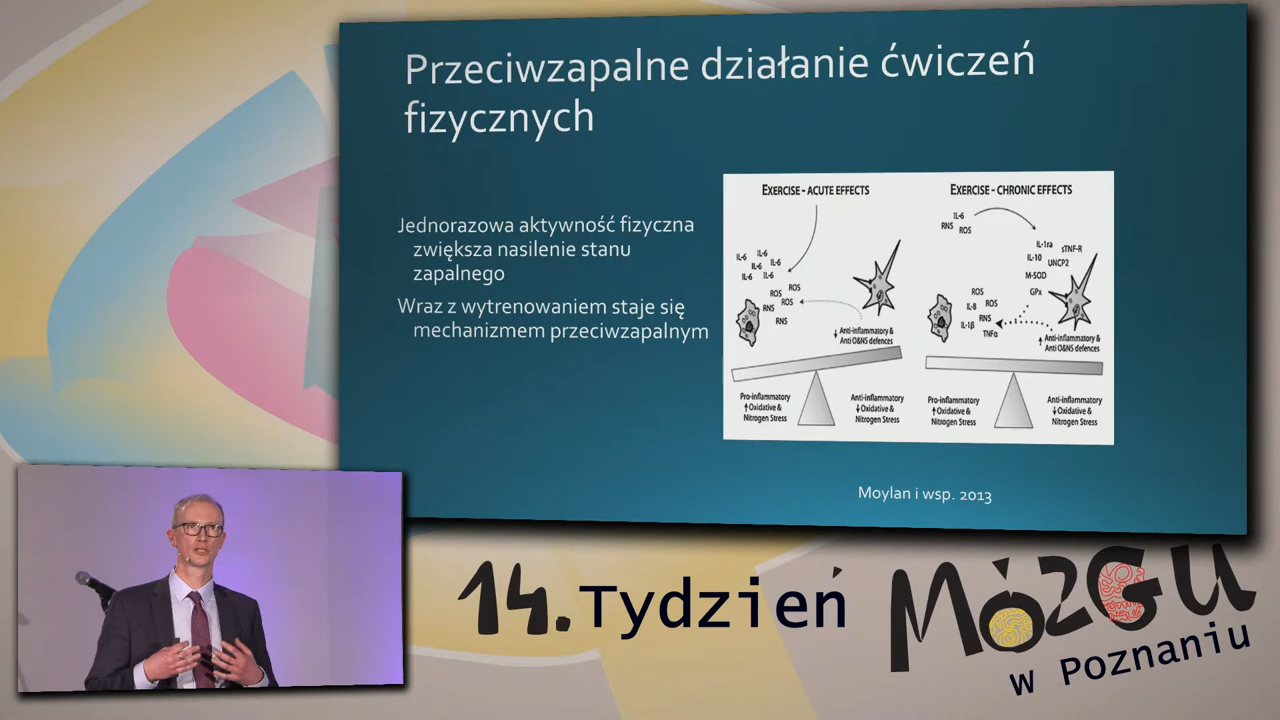 Przeciwzapalne działanie ćwiczeń
fizycznych
Jednorazowa aktywność fizyczna
zwiększa nasilenie stanu
zapalnego
Wraz z wytrenowaniem staje się
mechanizmem przeciwzapalnym
EXERCISE – ACUTE EFFECTS
IL-6
IL-6
IL-6
IL-6
IL-6
IL-6
ROS
ROS
ROS
RNS
RNS
Anti-inflammatory &
Anti O&NS defences
Pro-inflammatory
↑Oxidative &
Nitrogen Stress
Anti-inflammatory
↓Oxidative &
Nitrogen Stress
EXERCISE – CHRONIC EFFECTS
IL-6
RNS
ROS
IL-1ra
sTNF-R
IL-10
UNCP2
M-SOD
GPx
ROS
IL-8
ROS
RNS
IL-1β
TNFα
Anti-inflammatory &
Anti O&NS defences
Pro-inflammatory
↑Oxidative &
Nitrogen Stress
Anti-inflammatory
↓Oxidative &
Nitrogen Stress
Moylan i wsp. 2013
14. Tydzień MÓZGU
w Poznaniu